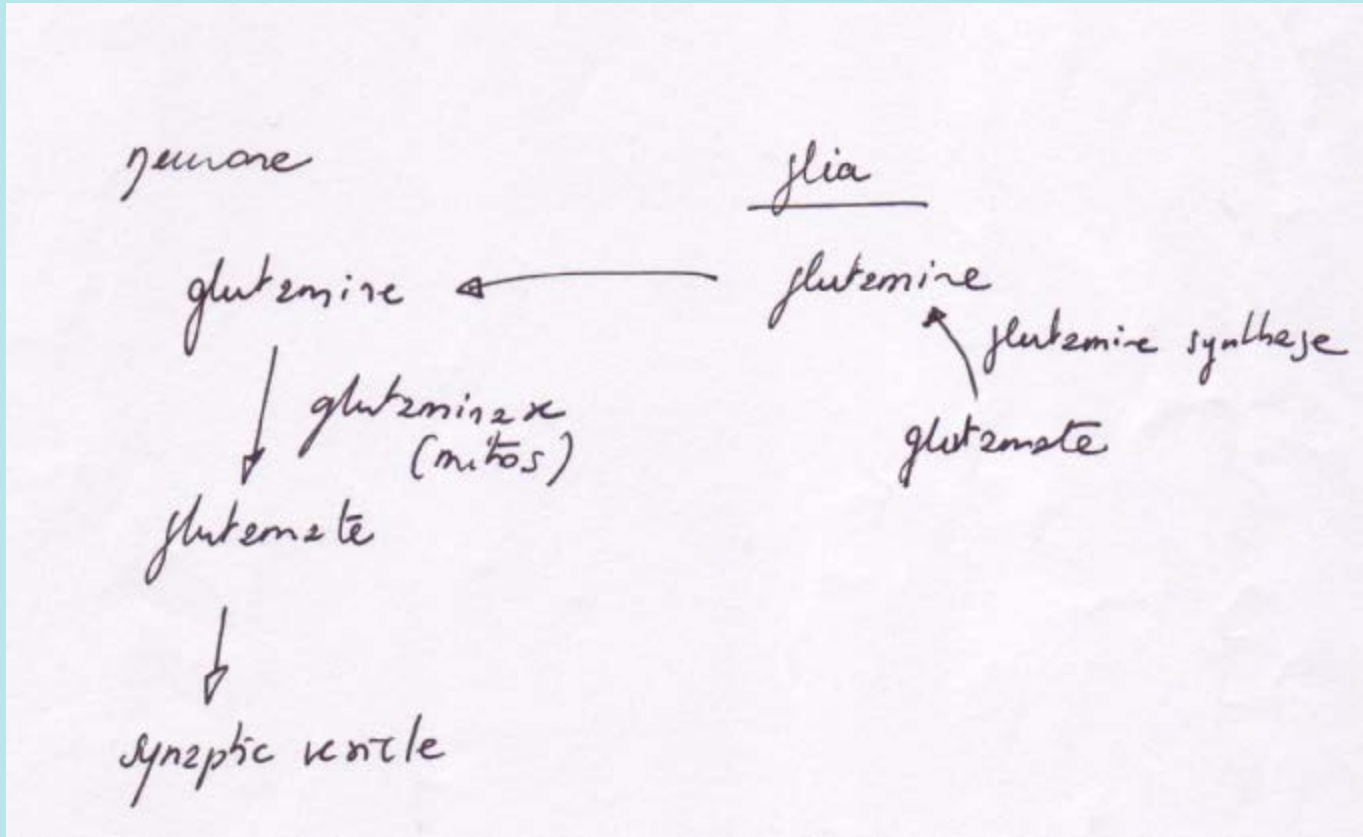 neurone
glia
glutamine
glutamine
glutamine synthase
glutaminase
(mitos)
glutamate
glutamate
synaptic vesicle